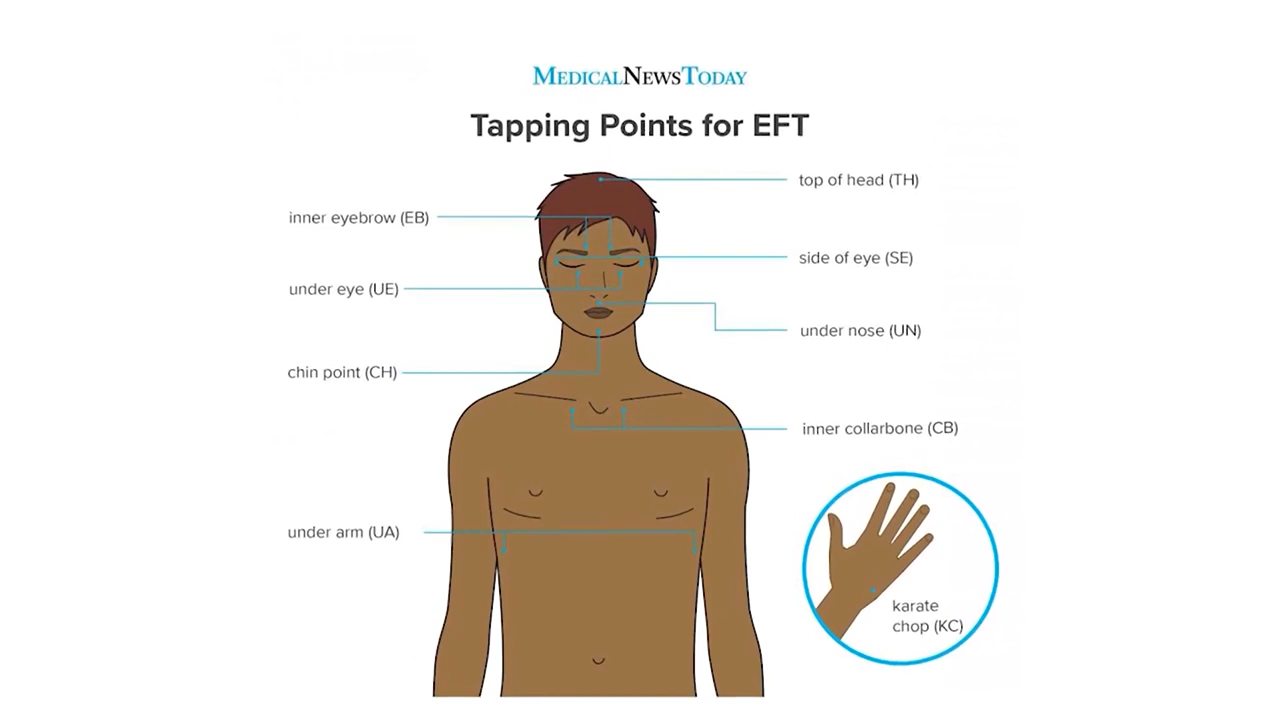 MEDICALNEWSTODAY
Tapping Points for EFT
top of head (TH)
inner eyebrow (EB)
side of eye (SE)
under eye (UE)
under nose (UN)
chin point (CH)
inner collarbone (CB)
under arm (UA)
karate
chop (KC)